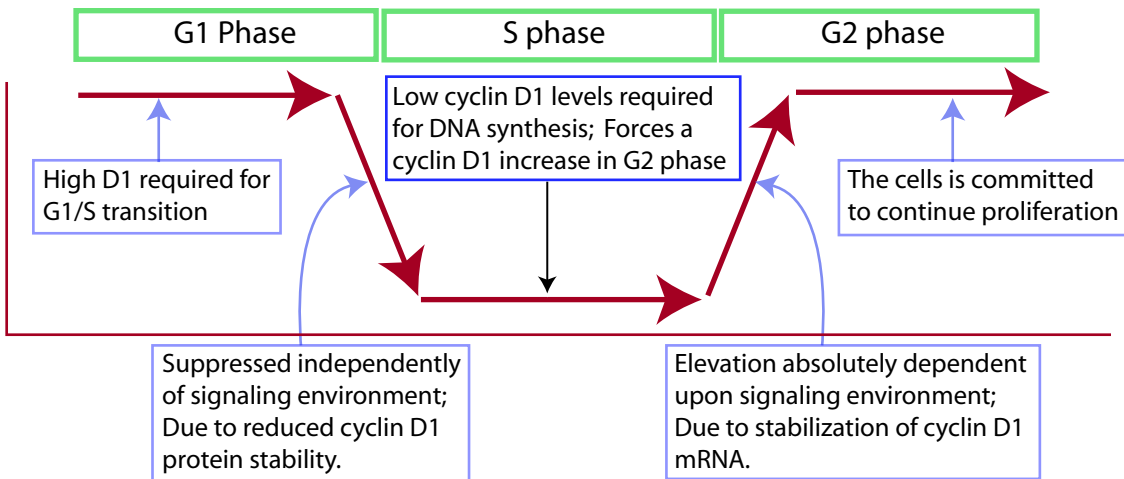 G1 Phase
S phase
G2 phase
Low cyclin D1 levels required
for DNA synthesis; Forces a
cyclin D1 increase in G2 phase
High D1 required for
G1/S transition
The cells is committed
to continue proliferation
Suppressed independently
of signaling environment;
Due to reduced cyclin D1
protein stability.
Elevation absolutely dependent
upon signaling environment;
Due to stabilization of cyclin D1
mRNA.